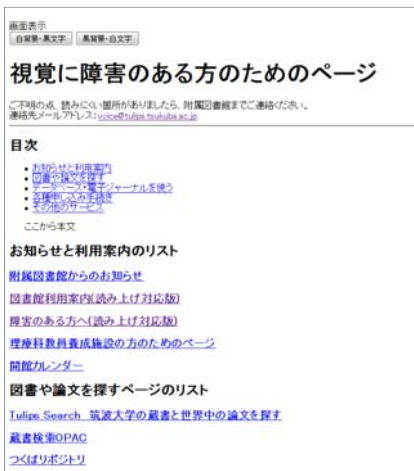 画面表示
白背景・黒文字 黒背景・白文字
視覚に障害のある方のためのページ
ご不明の点、読みにくい箇所がありましたら、附属図書館までご連絡ください。
連絡先メールアドレス：voice@tulips.tsukuba.ac.jp
目次
お知らせと利用案内
図書や論文を探す
データベース・電子ジャーナルを使う
各種申し込み手続き
その他のサービス
ここから本文
お知らせと利用案内のリスト
附属図書館からのお知らせ
図書館利用案内(読み上げ対応版)
障害のある方へ(読み上げ対応版)
理療科教員養成施設の方のためのページ
開館カレンダー
図書や論文を探すページのリスト
Tulips Search 筑波大学の蔵書と世界中の論文を探す
蔵書検索OPAC
つくばリポジトリ